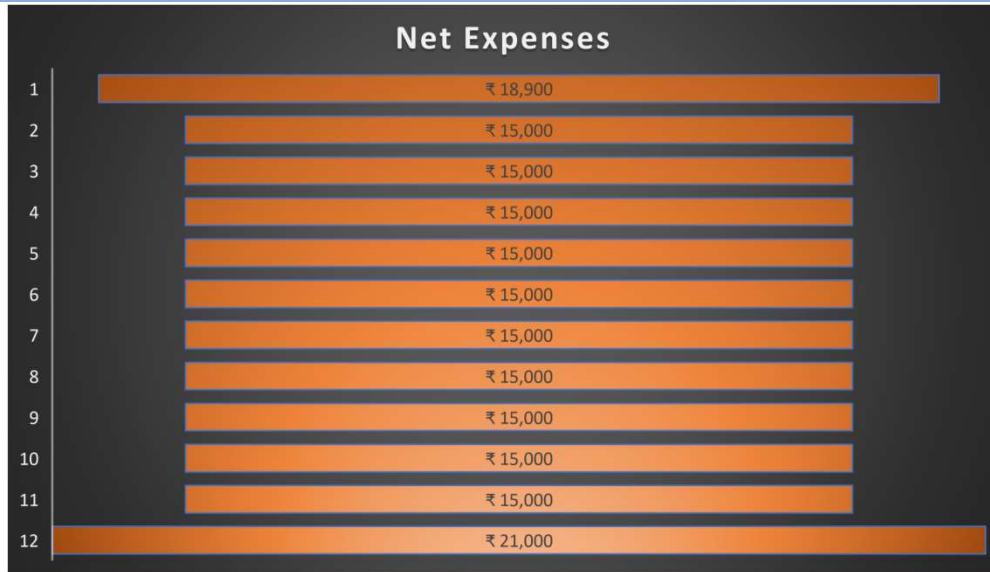 Net Expenses
1 ₹ 18,900
2 ₹ 15,000
3 ₹ 15,000
4 ₹ 15,000
5 ₹ 15,000
6 ₹ 15,000
7 ₹ 15,000
8 ₹ 15,000
9 ₹ 15,000
10 ₹ 15,000
11 ₹ 15,000
12 ₹ 21,000